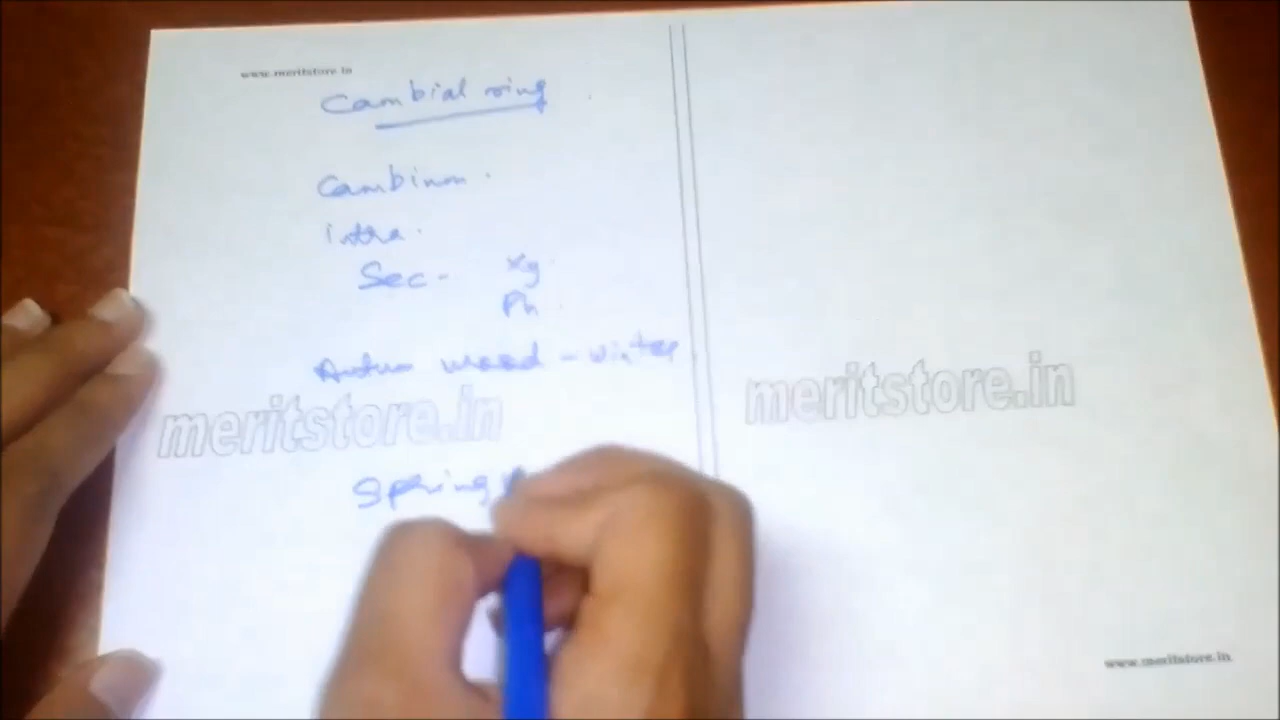 www.meritstore.in
Cambial ring
Cambium.
intra.
Sec- Xy
Ph
wood - winter
meritstore.in
meritstore.in
Spring
www.meritstore.in